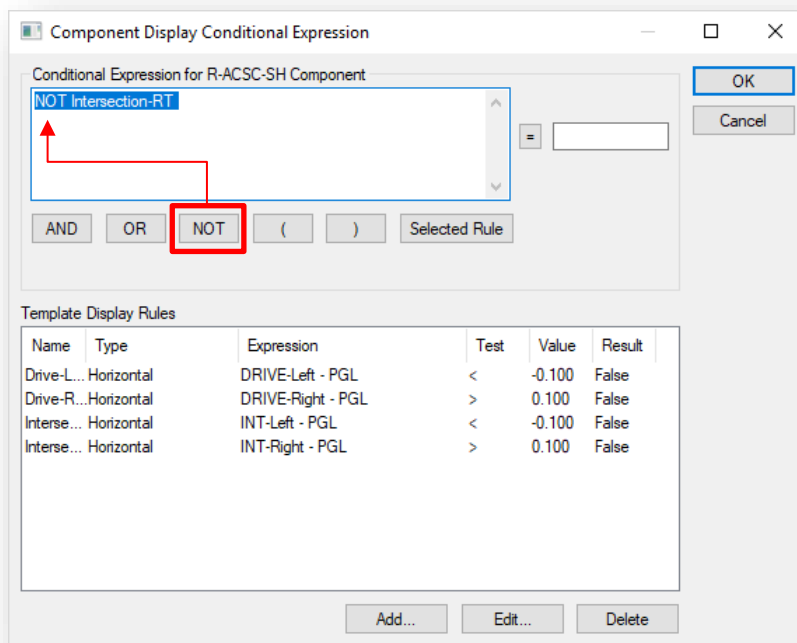 Component Display Conditional Expression
Conditional Expression for R-ACSC-SH Component
OK
NOT Intersection-RT
Cancel
=
AND OR NOT ( ) Selected Rule
Template Display Rules
Name Type Expression Test Value Result
Drive-L... Horizontal DRIVE-Left - PGL < -0.100 False
Drive-R... Horizontal DRIVE-Right - PGL > 0.100 False
Interse... Horizontal INT-Left - PGL < -0.100 False
Interse... Horizontal INT-Right - PGL > 0.100 False
Add... Edit... Delete